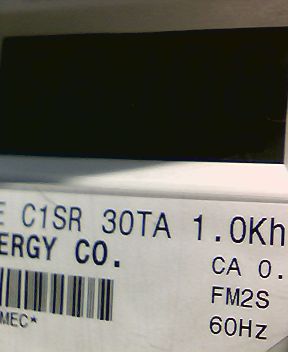 E C1SR 30TA 1.0Kh
ERGY CO.
CA 0.
FM2S
MEC*
60Hz